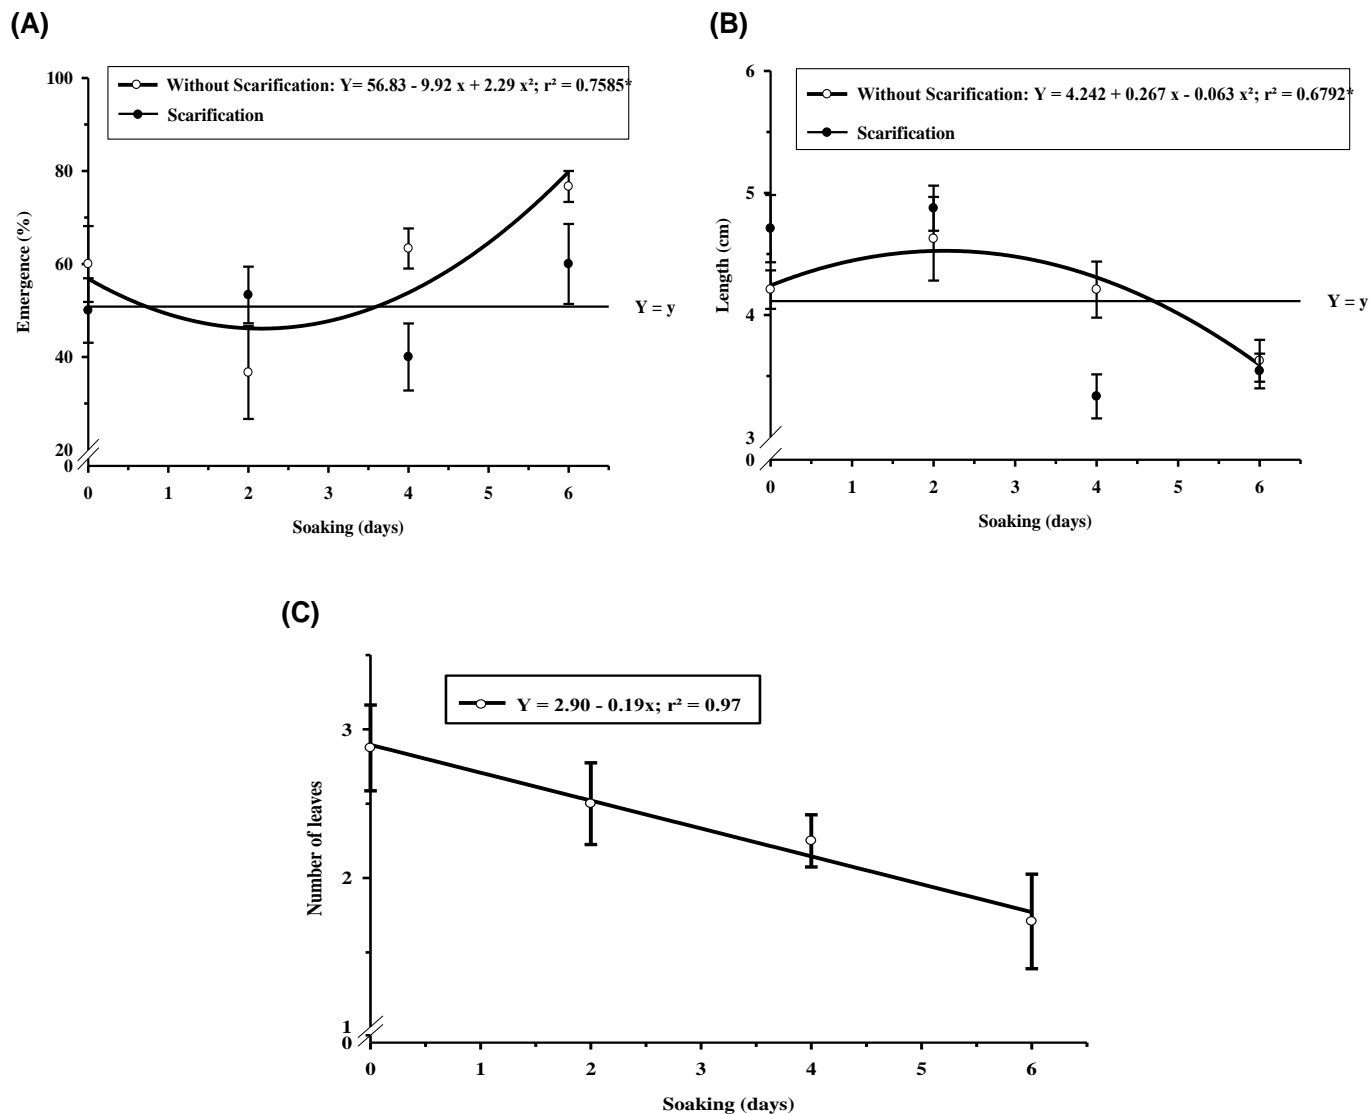 (A)
100
80
60
40
20
0
Emergence (%)
Without Scarification: Y= 56.83 - 9.92 x + 2.29 x²; r² = 0.7585*
Scarification
Y = y
0 1 2 3 4 5 6
Soaking (days)
(B)
6
5
4
3
0
Length (cm)
Without Scarification: Y = 4.242 + 0.267 x - 0.063 x²; r² = 0.6792*
Scarification
Y = y
0 1 2 3 4 5 6
Soaking (days)
(C)
3
2
1
0
Number of leaves
Y = 2.90 - 0.19x; r² = 0.97
0 1 2 3 4 5 6
Soaking (days)